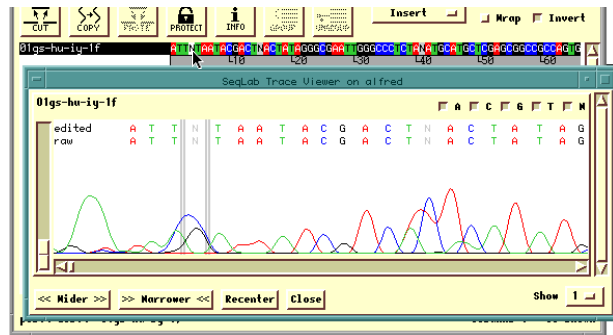 CUT COPY PROTECT INFO Insert Wrap Invert
01gs-hu-iy-1f ATTNTAATACGACTNACTATAGGGCGAATTGGGCCCTCTANATGCATGCTCGAGCGGCCGCCAGTG
10 20 30 40 50 60
SeqLab Trace Viewer on alfred
01gs-hu-iy-1f A C G T N
edited A T T N T A A T A C G A C T N A C T A T A G
raw A T T N T A A T A C G A C T N A C T A T A G
<< Wider >> >> Narrower << Recenter Close Show 1